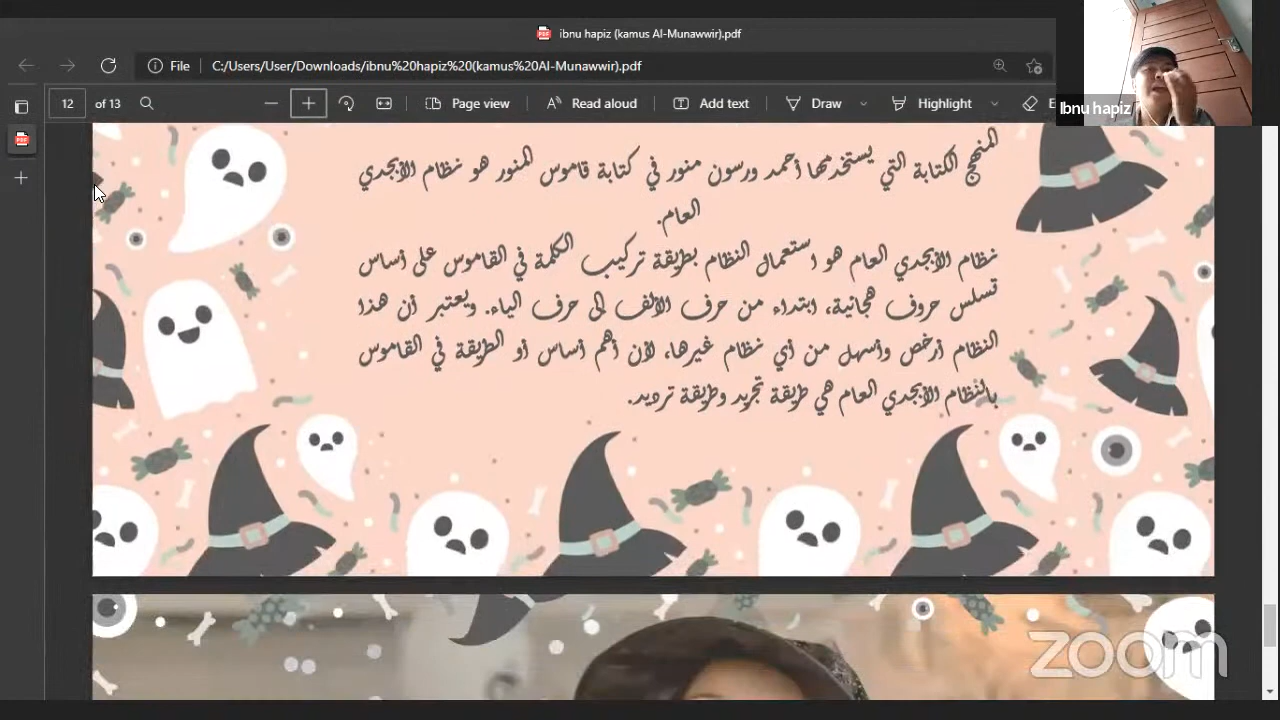 ibnu hapiz (kamus Al-Munawwir).pdf
File C:/Users/User/Downloads/ibnu%20hapiz%20(kamus%20Al-Munawwir).pdf
12 of 13 Page view Read aloud Add text Draw Highlight E
Ibnu hapiz
المنهج الكتابة التي يستخدمها أحمد ورسون منور في كتابة قاموس المنور هو نظام الأبجدي
العام.
نظام الأبجدي العام هو استعمال النظام بطريقة تركيب الكلمة في القاموس على أساس
تسلس حروف هجائية، ابتداء من حرف الألف الى حرف الياء. ويعتبر أن هذا
النظام أرخص وأسهل من أي نظام غيرها، لأن أهم أساس أو الطريقة في القاموس
بالنظام الأبجدي العام هي طريقة تجريد وطريقة ترديد.
zoom